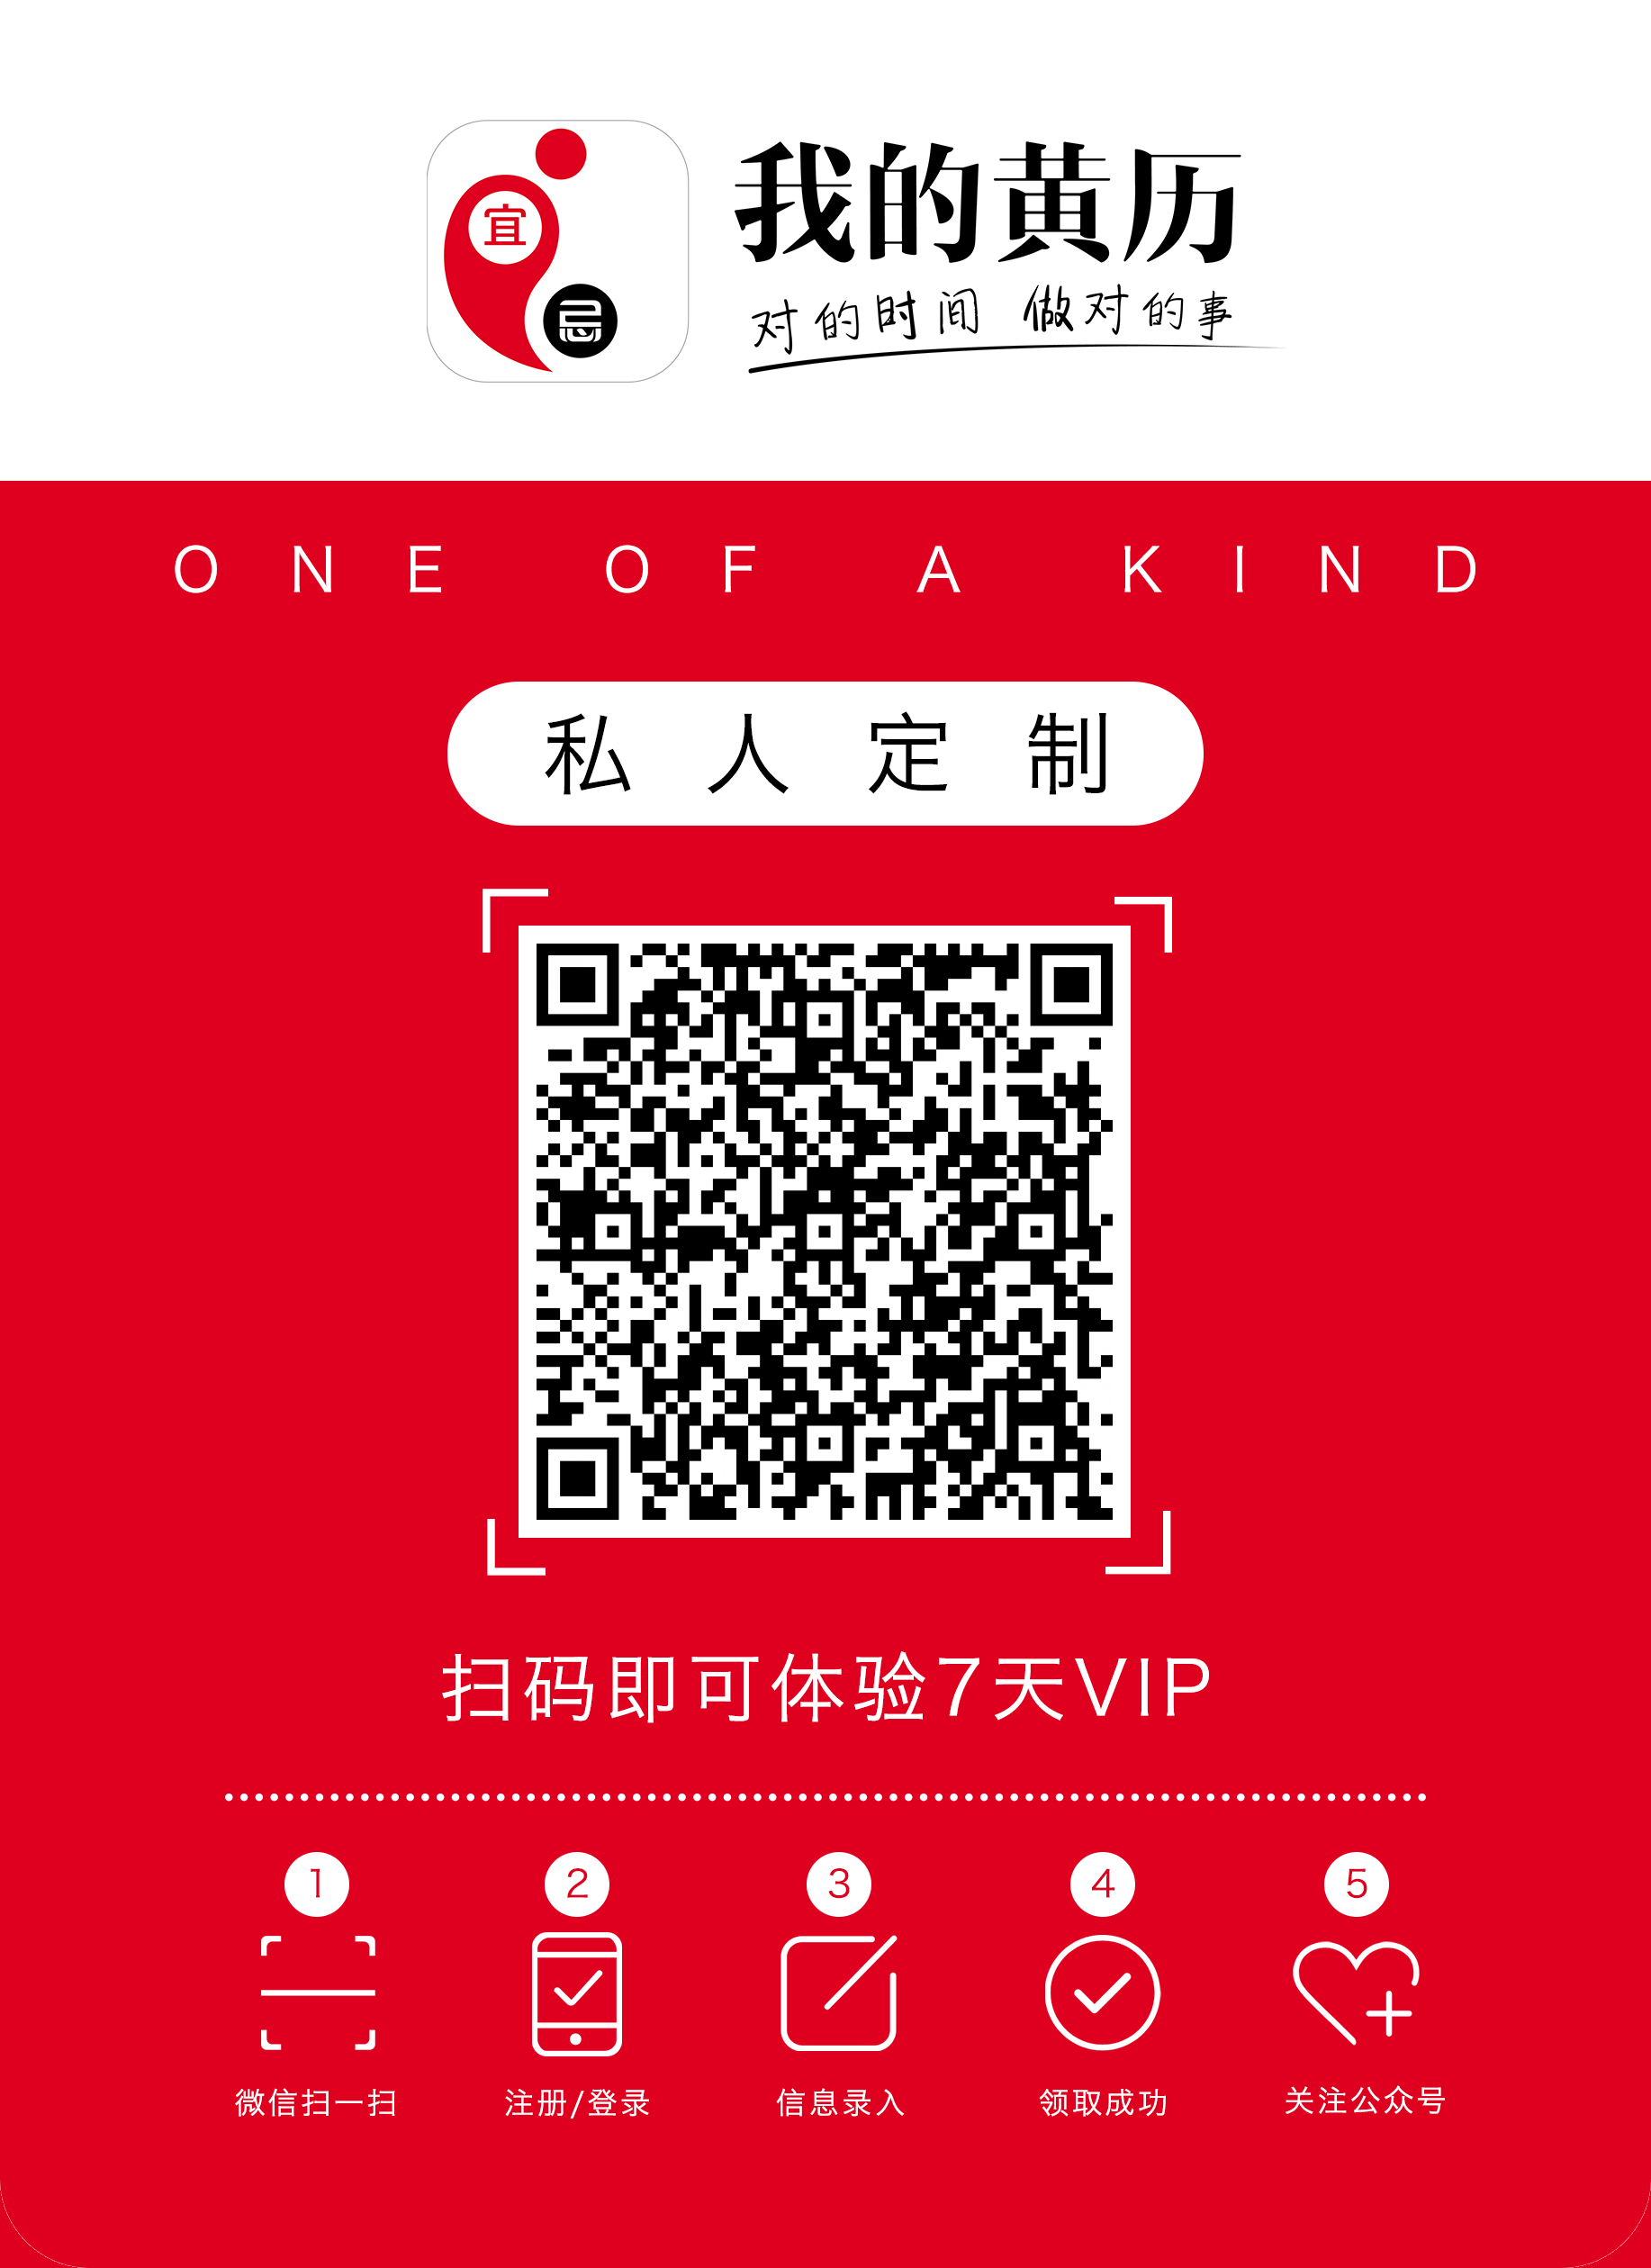 宜
忌
我的黄历
对的时间 做对的事
ONE OF A KIND
私人定制
扫码即可体验7天VIP
1 2 3 4 5
微信扫一扫 注册/登录 信息录入 领取成功 关注公众号